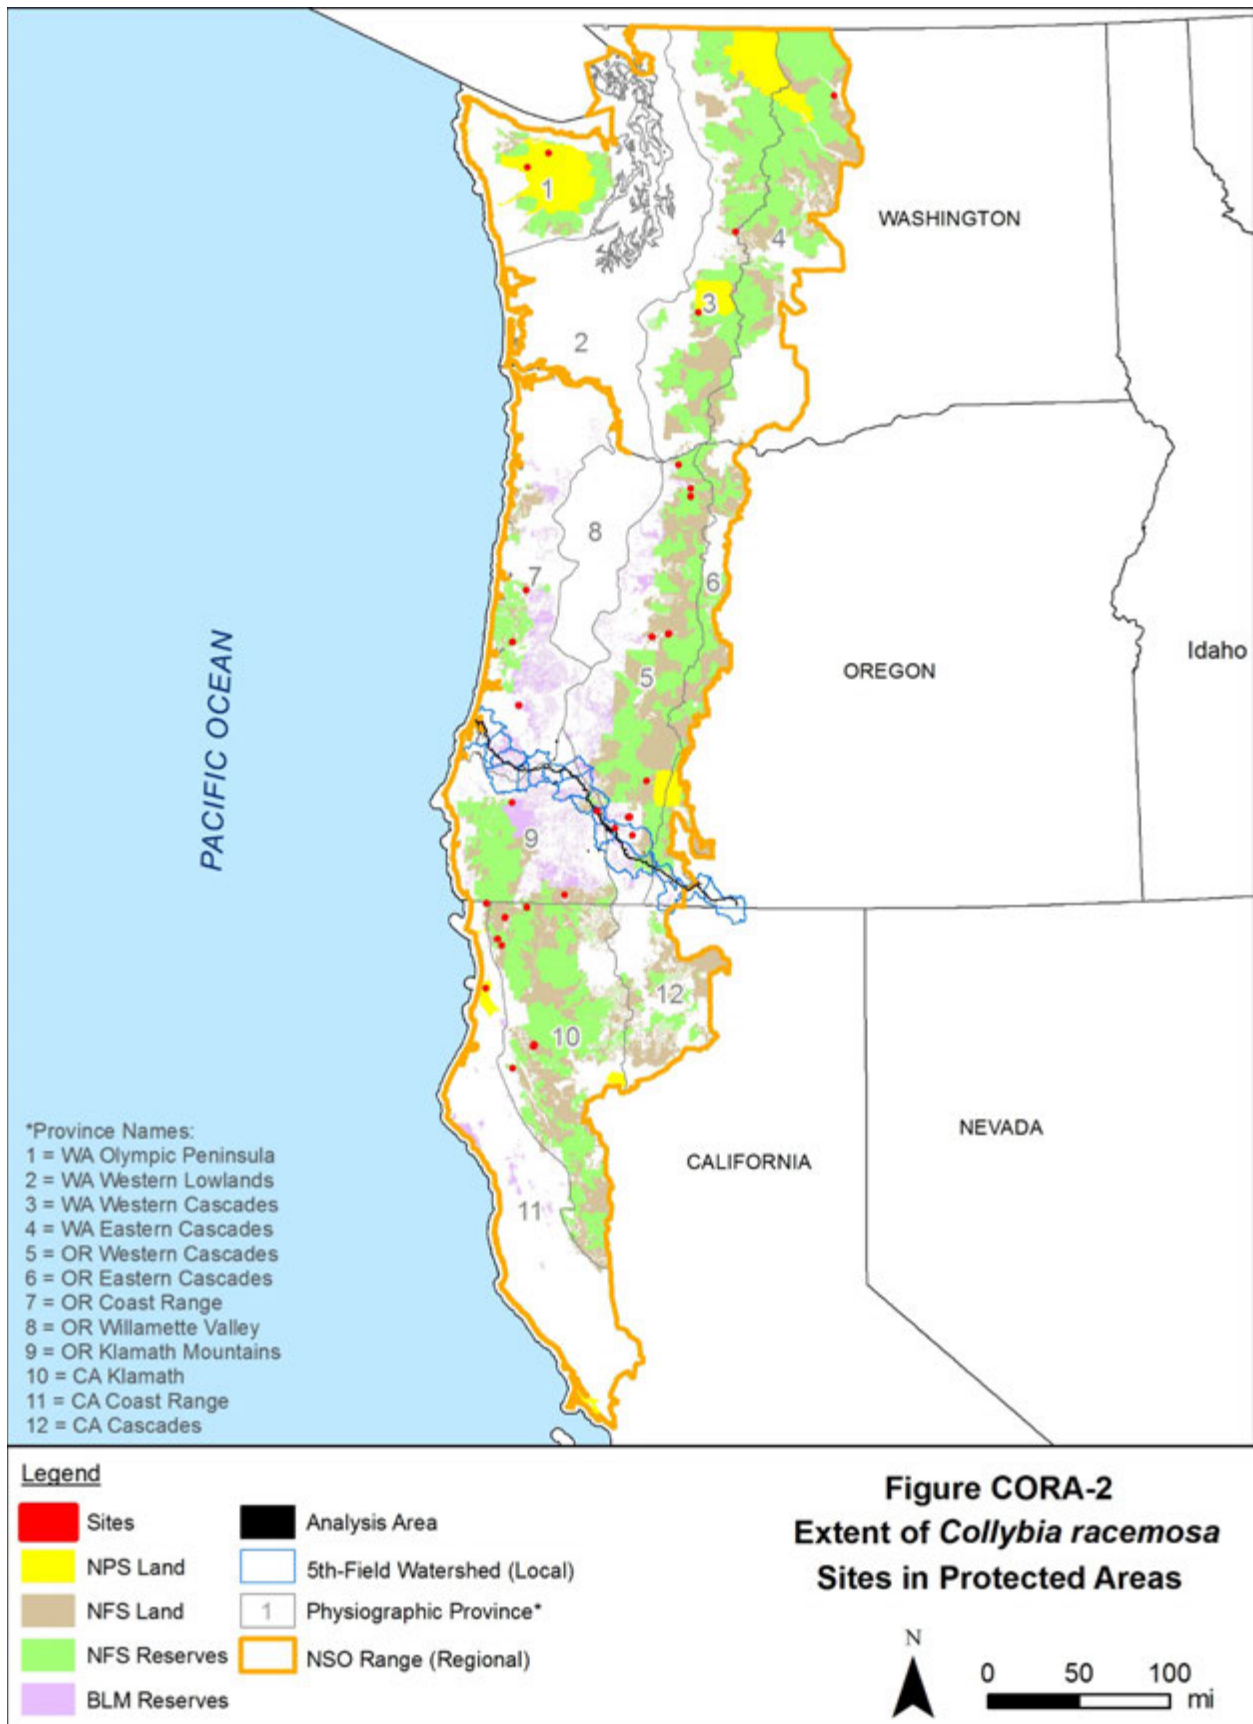 1
4
WASHINGTON
3
2
8
7
6
Idaho
5
OREGON
PACIFIC OCEAN
9
12
10
NEVADA
CALIFORNIA
11
*Province Names:
1 = WA Olympic Peninsula
2 = WA Western Lowlands
3 = WA Western Cascades
4 = WA Eastern Cascades
5 = OR Western Cascades
6 = OR Eastern Cascades
7 = OR Coast Range
8 = OR Willamette Valley
9 = OR Klamath Mountains
10 = CA Klamath
11 = CA Coast Range
12 = CA Cascades
Legend
Sites
NPS Land
NFS Land
NFS Reserves
BLM Reserves
Analysis Area
5th-Field Watershed (Local)
1 Physiographic Province*
NSO Range (Regional)
Figure CORA-2
Extent of Collybia racemosa
Sites in Protected Areas
N
0 50 100
mi